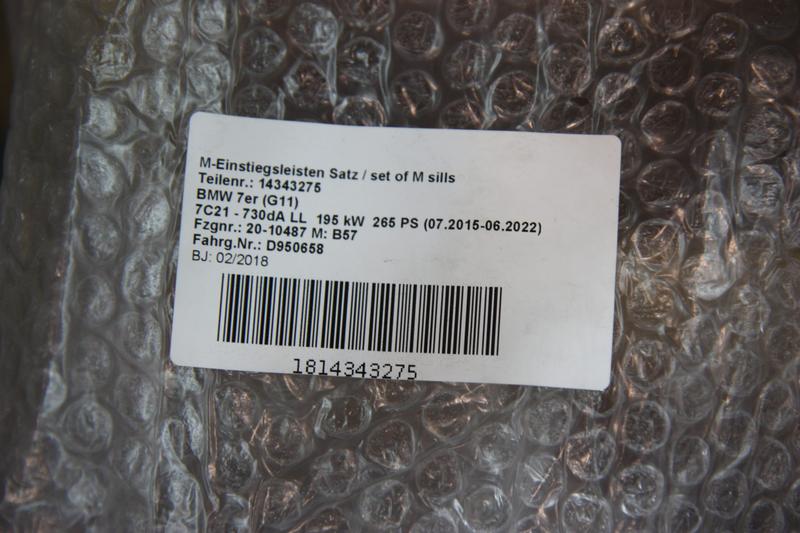 M-Einstiegsleisten Satz / set of M sills
Teilenr.: 14343275
BMW 7er (G11)
7C21 - 730dA LL 195 kW 265 PS (07.2015-06.2022)
Fzgnr.: 20-10487 M: B57
Fahrg.Nr.: D950658
BJ: 02/2018
1814343275